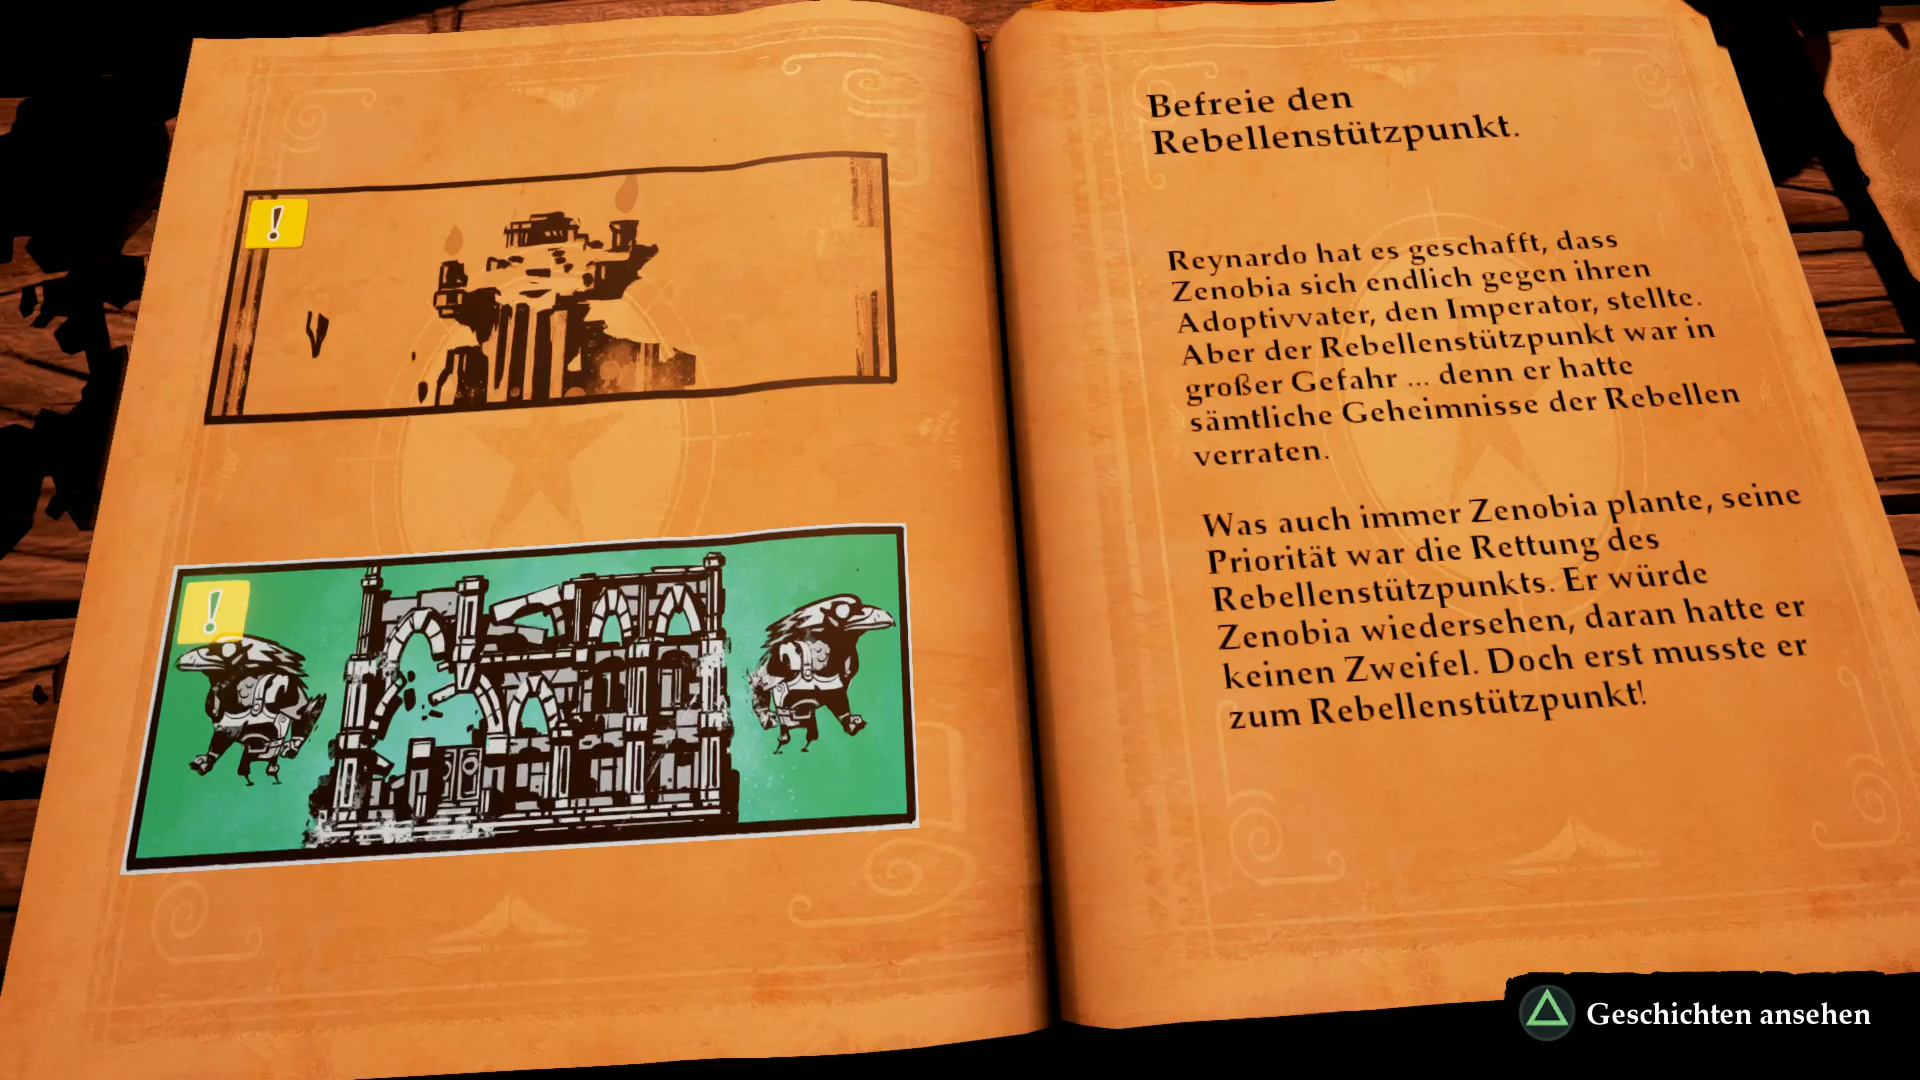 !
!
Befreie den
Rebellenstützpunkt.
Reynardo hat es geschafft, dass
Zenobia sich endlich gegen ihren
Adoptivvater, den Imperator, stellte.
Aber der Rebellenstützpunkt war in
großer Gefahr ... denn er hatte
sämtliche Geheimnisse der Rebellen
verraten.
Was auch immer Zenobia plante, seine
Priorität war die Rettung des
Rebellenstützpunkts. Er würde
Zenobia wiedersehen, daran hatte er
keinen Zweifel. Doch erst musste er
zum Rebellenstützpunkt!
Geschichten ansehen